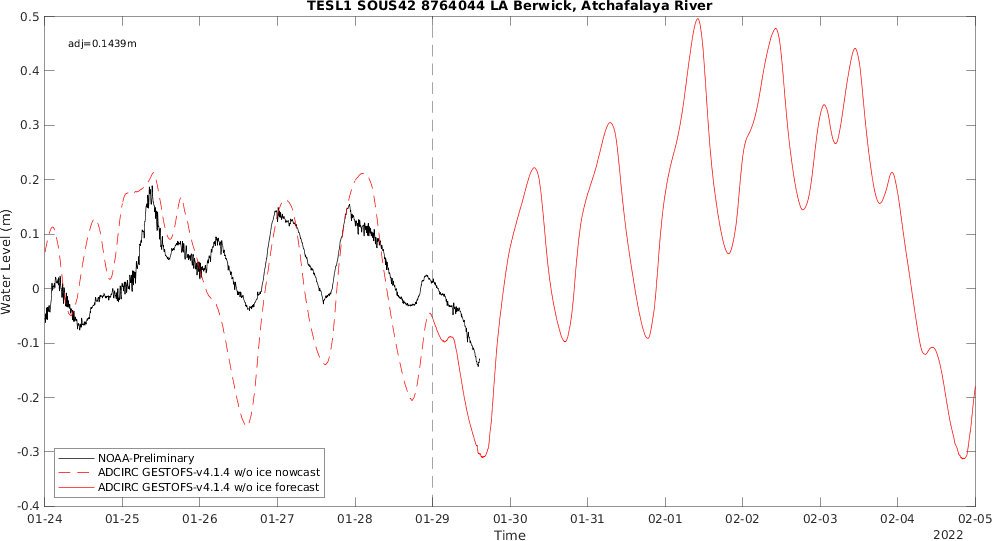 TESL1 SOUS42 8764044 LA Berwick, Atchafalaya River
adj=0.1439m
0.5
0.4
0.3
0.2
0.1
0
-0.1
-0.2
-0.3
-0.4
Water Level (m)
NOAA-Preliminary
ADCIRC GESTOFS-v4.1.4 w/o ice nowcast
ADCIRC GESTOFS-v4.1.4 w/o ice forecast
01-24 01-25 01-26 01-27 01-28 01-29 01-30 01-31 02-01 02-02 02-03 02-04 02-05
Time
2022